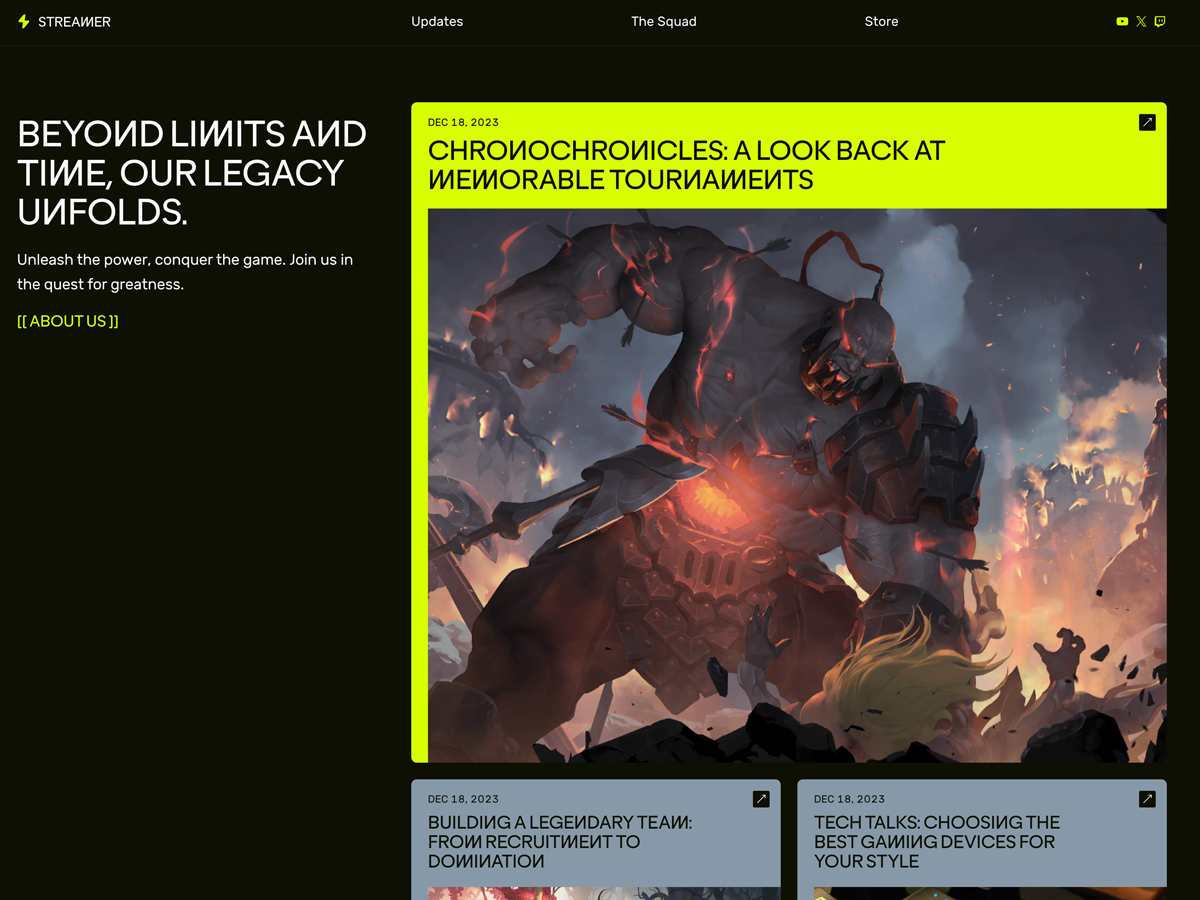 STREAMER
Updates
The Squad
Store
BEYOND LIMITS AND
TIME, OUR LEGACY
UNFOLDS.
Unleash the power, conquer the game. Join us in
the quest for greatness.
[[ ABOUT US ]]
DEC 18, 2023
CHRONOCHRONICLES: A LOOK BACK AT
MEMORABLE TOURNAMENTS
DEC 18, 2023
BUILDING A LEGENDARY TEAM:
FROM RECRUITMENT TO
DOMINATION
DEC 18, 2023
TECH TALKS: CHOOSING THE
BEST GAMING DEVICES FOR
YOUR STYLE